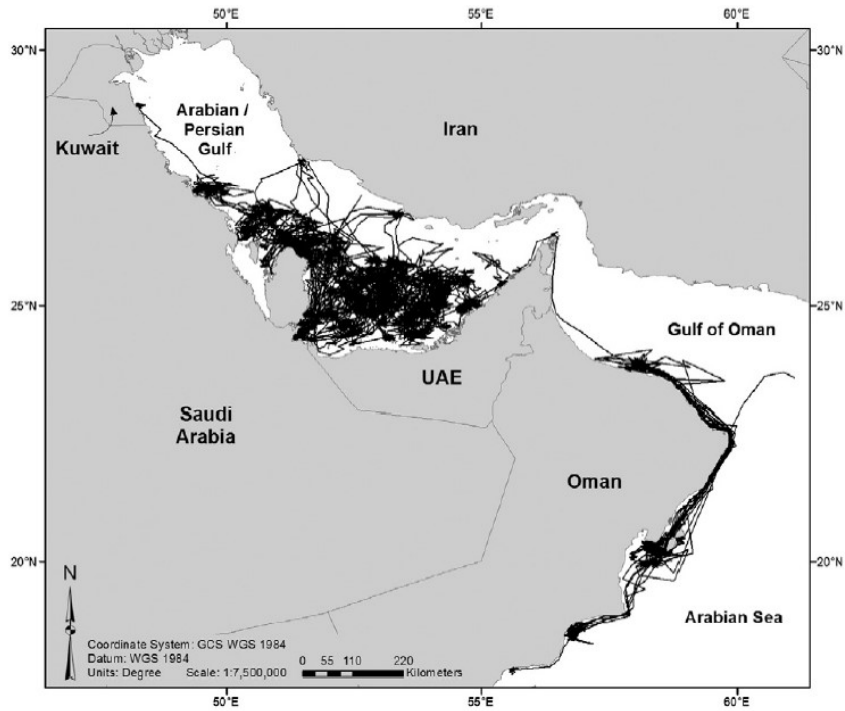 50°E 55°E 60°E
30°N 30°N
Arabian /
Persian
Gulf
Iran
Kuwait
25°N 25°N
Gulf of Oman
UAE
Saudi
Arabia
Oman
20°N 20°N
N
Arabian Sea
Coordinate System: GCS WGS 1984
Datum: WGS 1984
Units: Degree Scale: 1:7,500,000
0 55 110 220
Kilometers
50°E 55°E 60°E